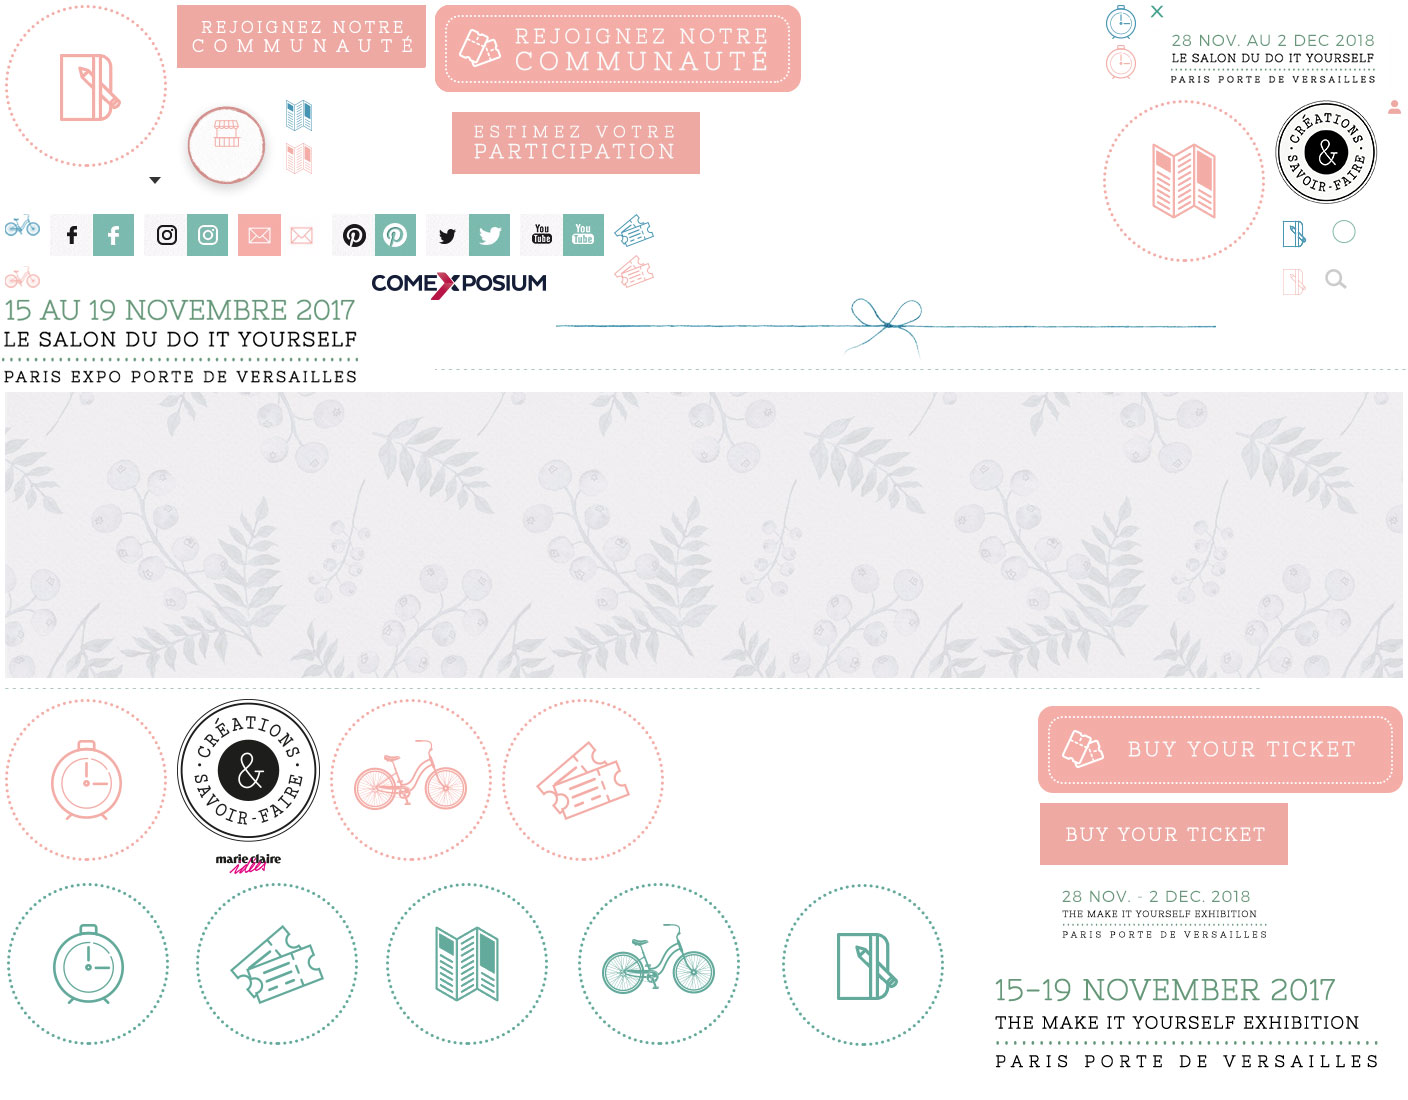 REJOIGNEZ NOTRE
COMMUNAUTÉ
REJOIGNEZ NOTRE
COMMUNAUTÉ
28 NOV. AU 2 DEC 2018
LE SALON DU DO IT YOURSELF
PARIS PORTE DE VERSAILLES
ESTIMEZ VOTRE
PARTICIPATION
CRÉATIONS
&
SAVOIR-FAIRE
You
Tube
You
Tube
COMEXPOSIUM
15 AU 19 NOVEMBRE 2017
LE SALON DU DO IT YOURSELF
PARIS EXPO PORTE DE VERSAILLES
CRÉATIONS
&
SAVOIR-FAIRE
marie claire
idées
BUY YOUR TICKET
BUY YOUR TICKET
28 NOV. - 2 DEC. 2018
THE MAKE IT YOURSELF EXHIBITION
PARIS PORTE DE VERSAILLES
15-19 NOVEMBER 2017
THE MAKE IT YOURSELF EXHIBITION
PARIS PORTE DE VERSAILLES